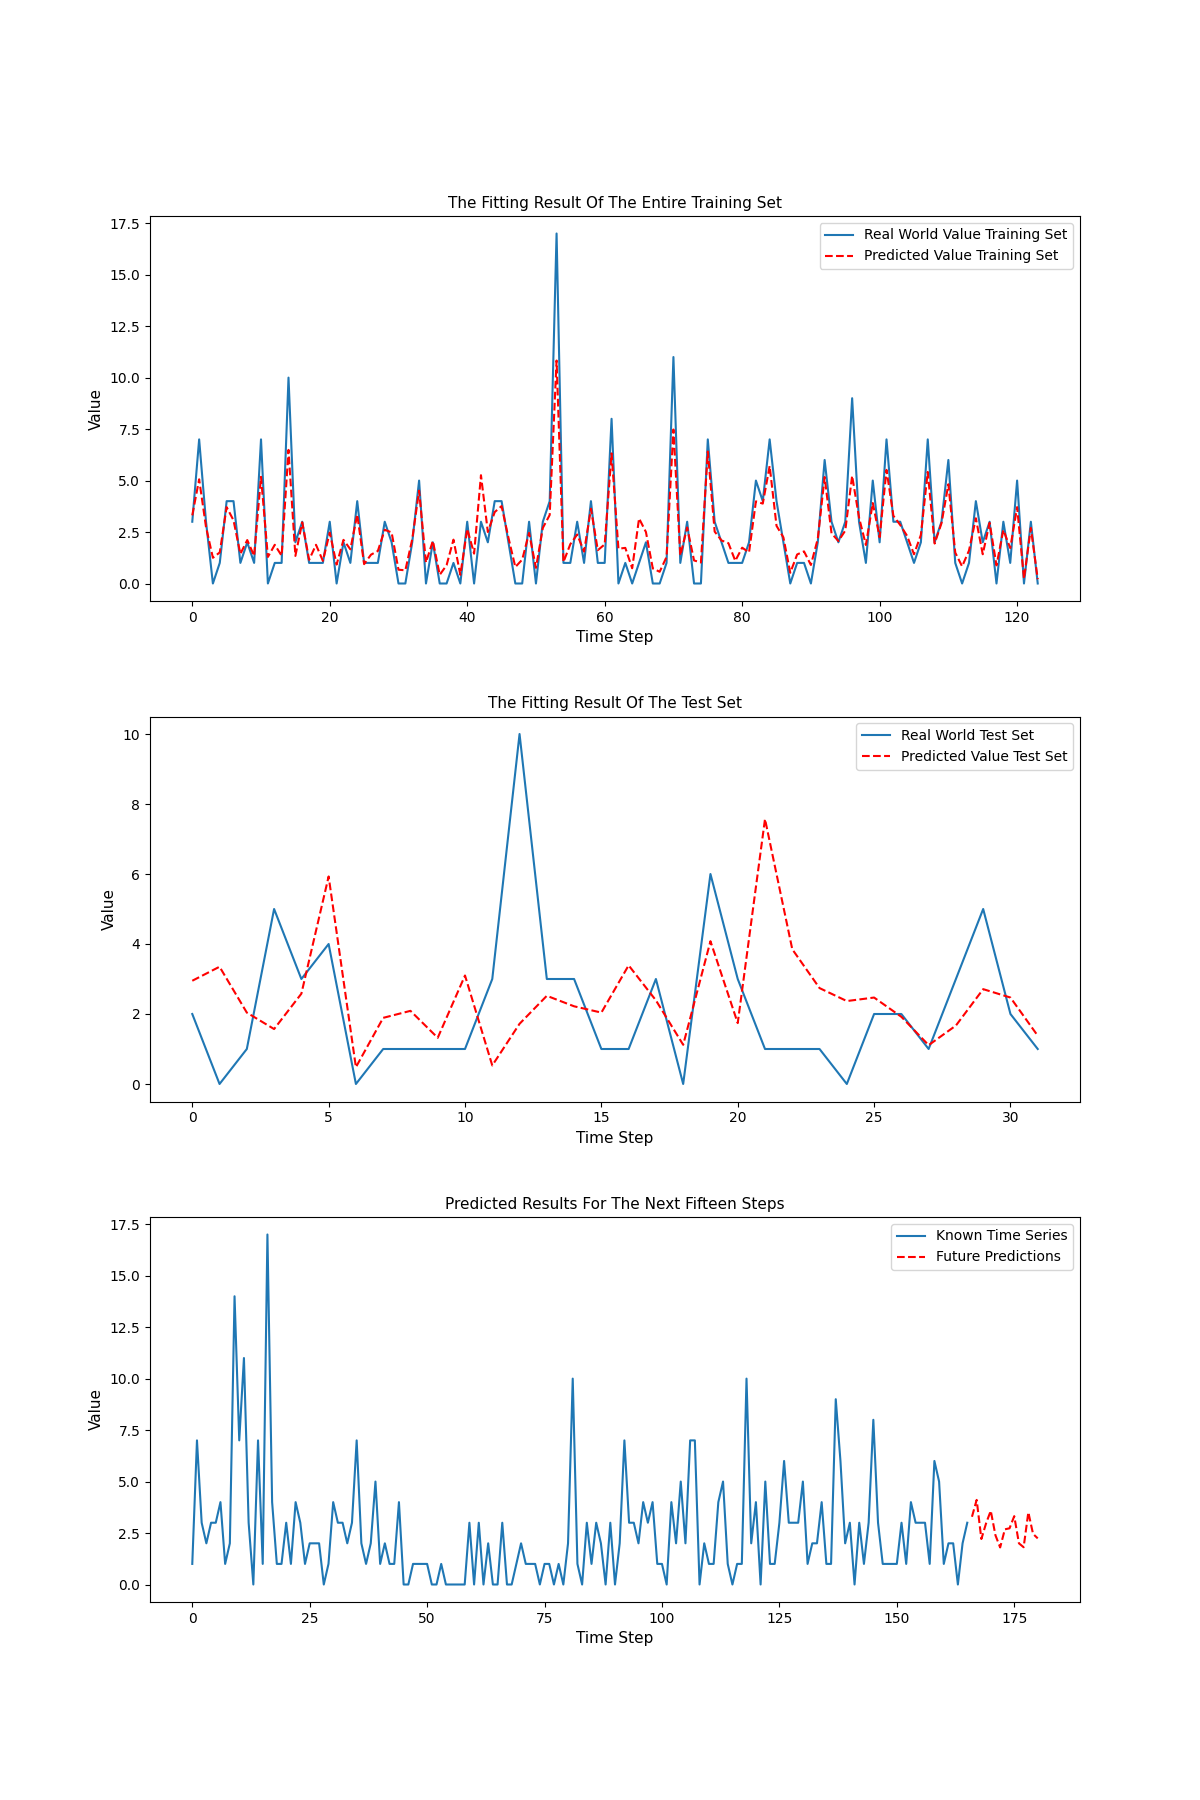 The Fitting Result Of The Entire Training Set
17.5
15.0
12.5
10.0
7.5
5.0
2.5
0.0
Value
Real World Value Training Set
Predicted Value Training Set
0 20 40 60 80 100 120
Time Step
The Fitting Result Of The Test Set
10
8
6
4
2
0
Value
Real World Test Set
Predicted Value Test Set
0 5 10 15 20 25 30
Time Step
Predicted Results For The Next Fifteen Steps
17.5
15.0
12.5
10.0
7.5
5.0
2.5
0.0
Value
Known Time Series
Future Predictions
0 25 50 75 100 125 150 175
Time Step